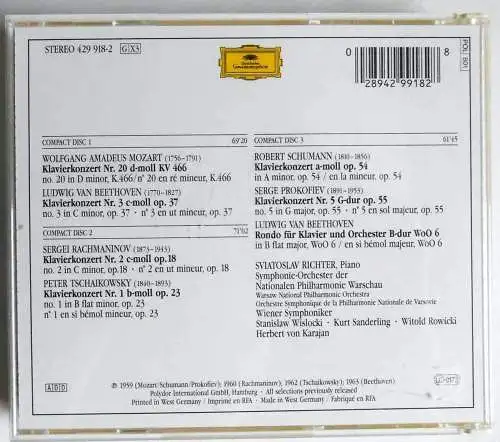 STEREO 429 918-2 GX3
Deutsche
Grammophon
0 28942 99182 8
POL 801
COMPACT DISC 1 69'20
WOLFGANG AMADEUS MOZART (1756–1791)
Klavierkonzert Nr. 20 d-moll KV 466
no. 20 in D minor, K.466/n° 20 en ré mineur, K.466
LUDWIG VAN BEETHOVEN (1770–1827)
Klavierkonzert Nr. 3 c-moll op. 37
no. 3 in C minor, op. 37 · n° 3 en ut mineur, op. 37
COMPACT DISC 2 71'02
SERGEI RACHMANINOV (1873–1943)
Klavierkonzert Nr. 2 c-moll op.18
no. 2 in C minor, op.18 · n° 2 en ut mineur, op. 18
PETER TSCHAIKOWSKY (1840–1893)
Klavierkonzert Nr. 1 b-moll op. 23
no. 1 in B flat minor, op. 23
n° 1 en si bémol mineur, op. 23
COMPACT DISC 3 61'45
ROBERT SCHUMANN (1810–1856)
Klavierkonzert a-moll op. 54
in A minor, op. 54 / en la mineur, op. 54
SERGE PROKOFIEV (1891–1953)
Klavierkonzert Nr. 5 G-dur op. 55
no. 5 in G major, op. 55 · n° 5 en sol majeur, op. 55
LUDWIG VAN BEETHOVEN
Rondo für Klavier und Orchester B-dur WoO 6
in B flat major, WoO 6 / en si bémol majeur, WoO 6
SVIATOSLAV RICHTER, Piano
Symphonie-Orchester der
Nationalen Philharmonie Warschau
Warsaw National Philharmonic Orchestra
Orchestre Symphonique de la Philharmonie Nationale de Varsovie
Wiener Symphoniker
Stanislaw Wislocki · Kurt Sanderling · Witold Rowicki
Herbert von Karajan
ADD
℗ 1959 (Mozart/Schumann/Prokofiev); 1960 (Rachmaninov); 1962 (Tschaikowsky); 1963 (Beethoven)
Polydor International GmbH, Hamburg · All selections previously released
Printed in West Germany / Imprimé en RFA · Made in West Germany / Fabriqué en RFA